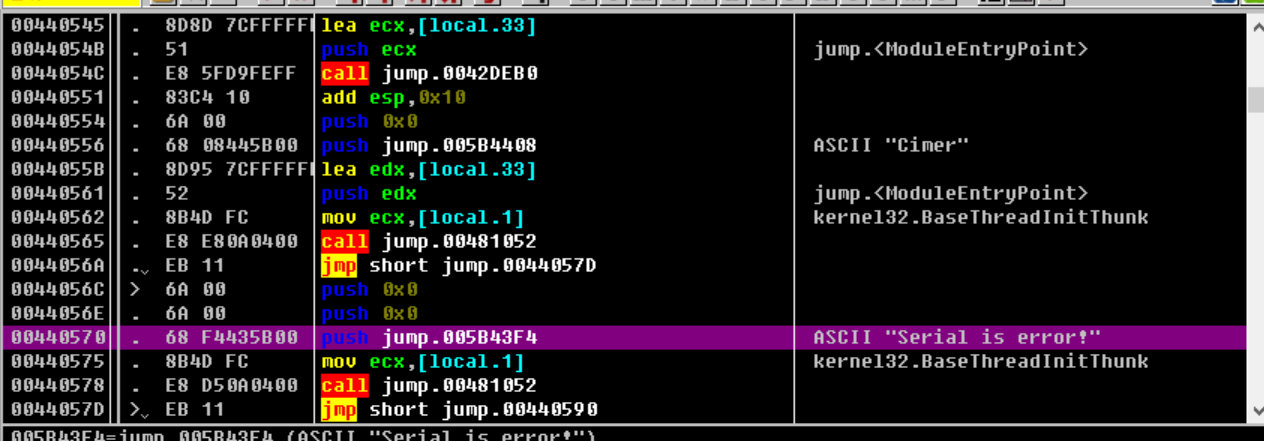 00440545 . 8D8D 7CFFFFFF lea ecx,[local.33]
0044054B . 51 push ecx jump.<ModuleEntryPoint>
0044054C . E8 5FD9FEFF call jump.0042DEB0
00440551 . 83C4 10 add esp,0x10
00440554 . 6A 00 push 0x0
00440556 . 68 08445B00 push jump.005B4408 ASCII "Cimer"
0044055B . 8D95 7CFFFFFF lea edx,[local.33]
00440561 . 52 push edx jump.<ModuleEntryPoint>
00440562 . 8B4D FC mov ecx,[local.1] kernel32.BaseThreadInitThunk
00440565 . E8 E80A0400 call jump.00481052
0044056A . EB 11 jmp short jump.0044057D
0044056C > 6A 00 push 0x0
0044056E . 6A 00 push 0x0
00440570 . 68 F4435B00 push jump.005B43F4 ASCII "Serial is error!"
00440575 . 8B4D FC mov ecx,[local.1] kernel32.BaseThreadInitThunk
00440578 . E8 D50A0400 call jump.00481052
0044057D > EB 11 jmp short jump.00440590
005B43F4=jump.005B43F4 (ASCII "Serial is error!")